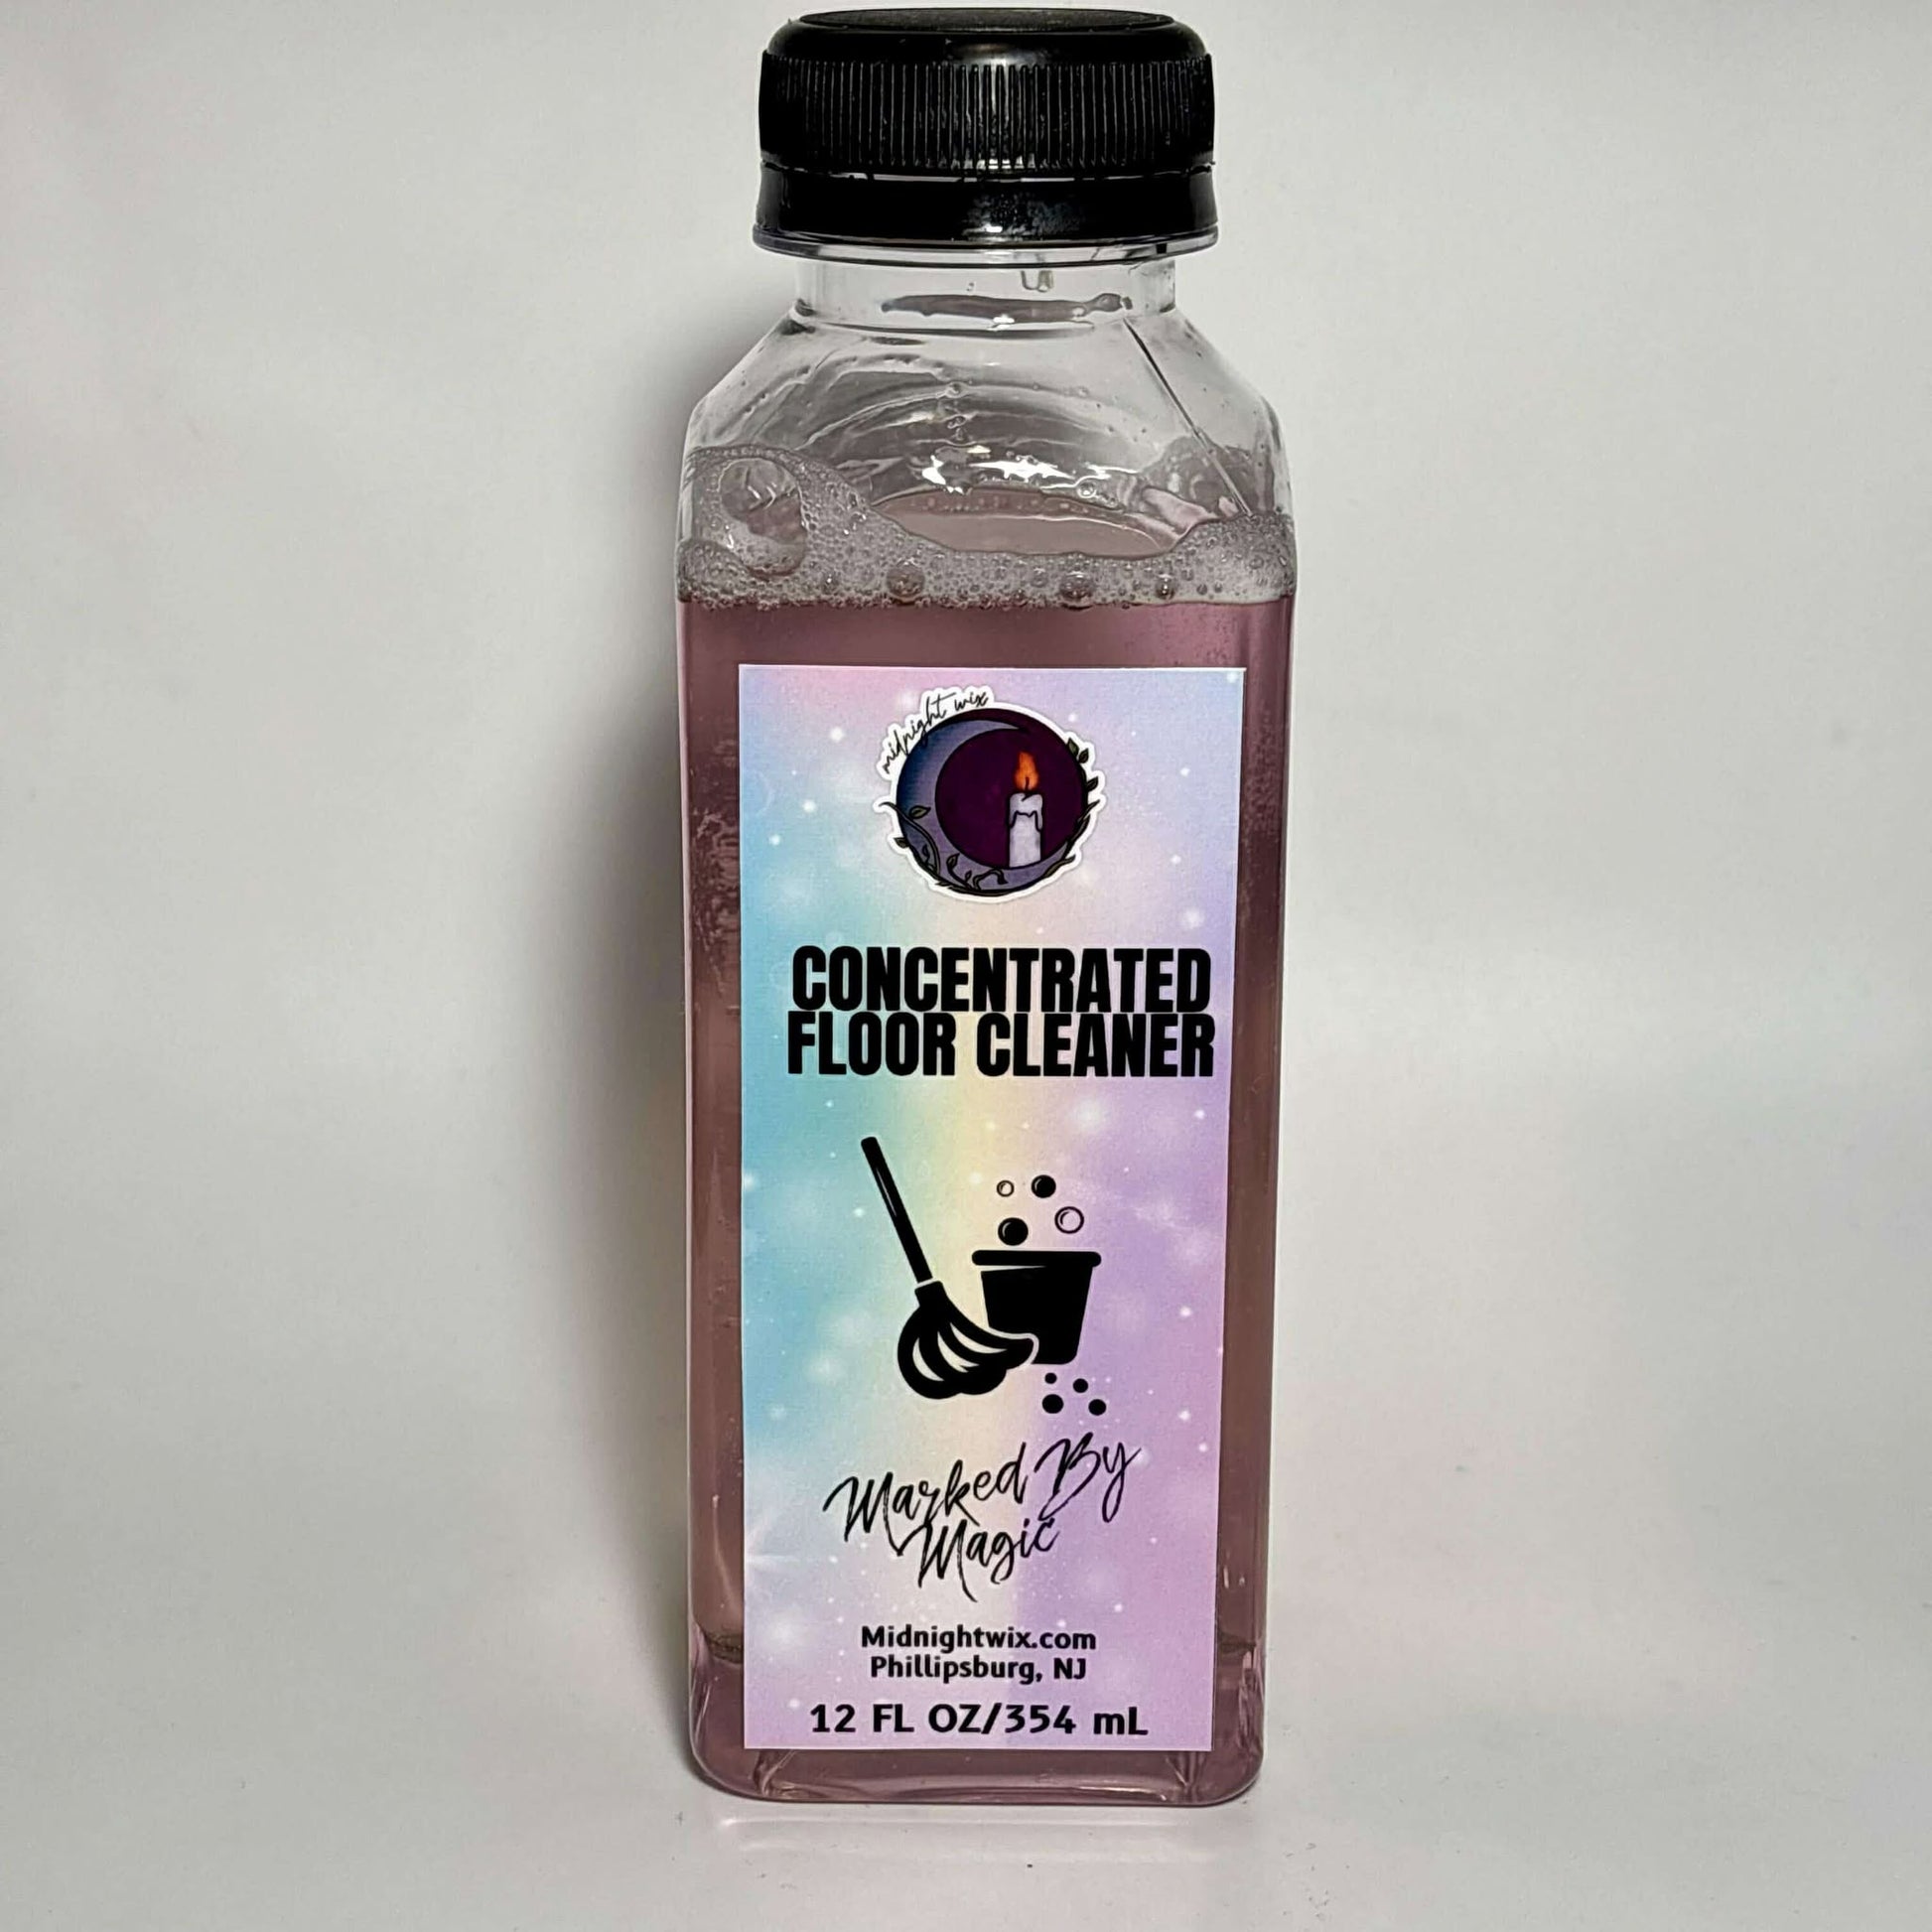 midnight wix
CONCENTRATED
FLOOR CLEANER
Marked By
Magic
Midnightwix.com
Phillipsburg, NJ
12 FL OZ/354 mL